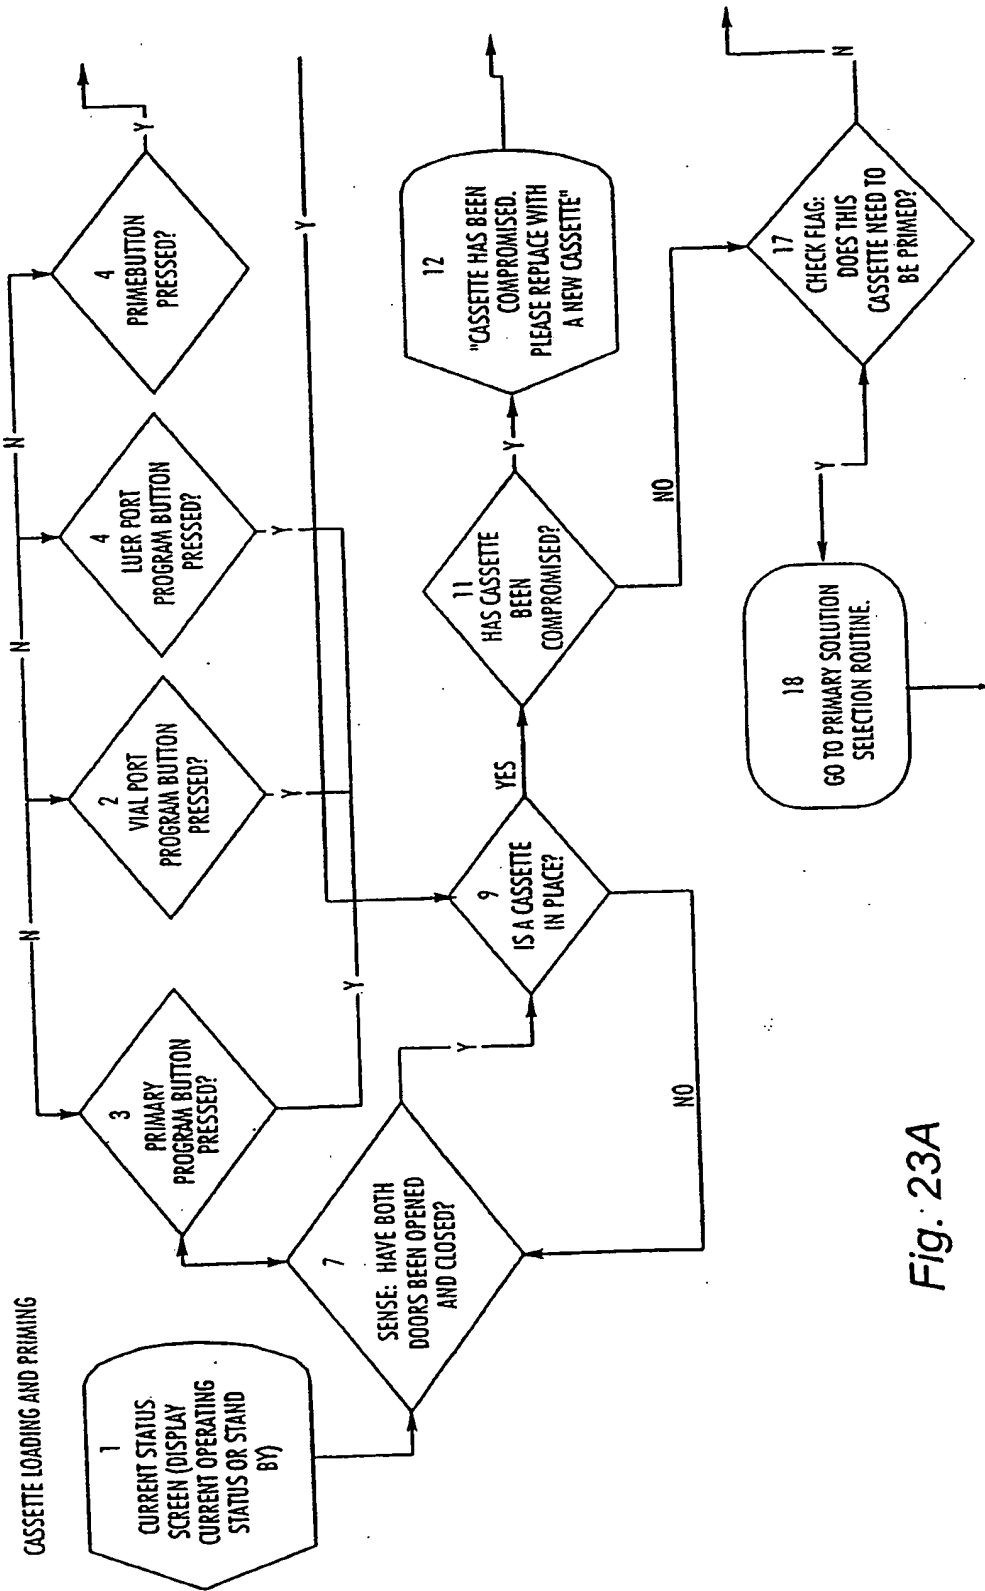 CASSETTE LOADING AND PRIMING
1
CURRENT STATUS
SCREEN (DISPLAY
CURRENT OPERATING
STATUS OR STAND
BY)
3
PRIMARY
PROGRAM BUTTON
PRESSED?
N
2
VIAL PORT
PROGRAM BUTTON
PRESSED?
N
4
LUER PORT
PROGRAM BUTTON
PRESSED?
N
4
PRIMEBUTTON
PRESSED?
Y
Y
Y
Y
Y
7
SENSE: HAVE BOTH
DOORS BEEN OPENED
AND CLOSED?
Y
9
IS A CASSETTE
IN PLACE?
YES
NO
11
HAS CASSETTE
BEEN
COMPROMISED?
Y
NO
12
"CASSETTE HAS BEEN
COMPROMISED.
PLEASE REPLACE WITH
A NEW CASSETTE"
17
CHECK FLAG:
DOES THIS
CASSETTE NEED TO
BE PRIMED?
N
Y
18
GO TO PRIMARY SOLUTION
SELECTION ROUTINE.
Fig. 23A